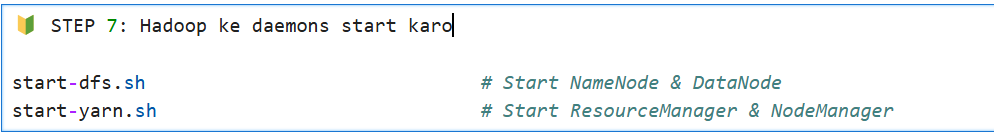 🔰 STEP 7: Hadoop ke daemons start karo
start-dfs.sh # Start NameNode & DataNode
start-yarn.sh # Start ResourceManager & NodeManager